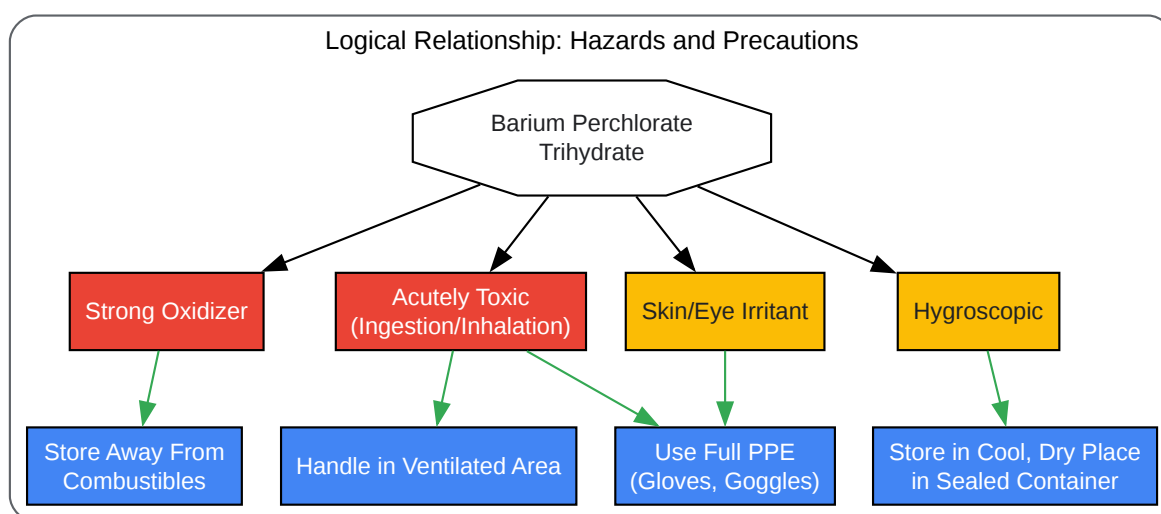 Logical Relationship: Hazards and Precautions
Barium Perchlorate
Trihydrate
Strong Oxidizer
Acutely Toxic
(Ingestion/Inhalation)
Skin/Eye Irritant
Hygroscopic
Store Away From
Combustibles
Handle in Ventilated Area
Use Full PPE
(Gloves, Goggles)
Store in Cool, Dry Place
in Sealed Container